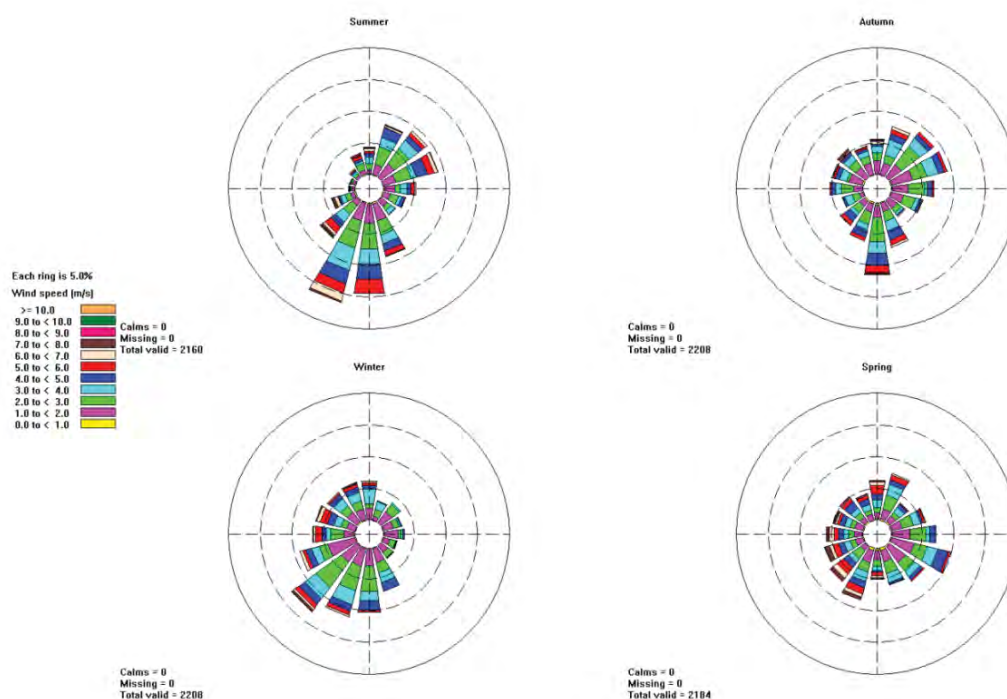 Summer
Autumn
Each ring is 5.0%
Wind speed (m/s)
>= 10.0
9.0 to < 10.0
8.0 to < 9.0
7.0 to < 8.0
6.0 to < 7.0
5.0 to < 6.0
4.0 to < 5.0
3.0 to < 4.0
2.0 to < 3.0
1.0 to < 2.0
0.0 to < 1.0
Calms = 0
Missing = 0
Total valid = 2160
Calms = 0
Missing = 0
Total valid = 2208
Winter
Spring
Calms = 0
Missing = 0
Total valid = 2208
Calms = 0
Missing = 0
Total valid = 2184